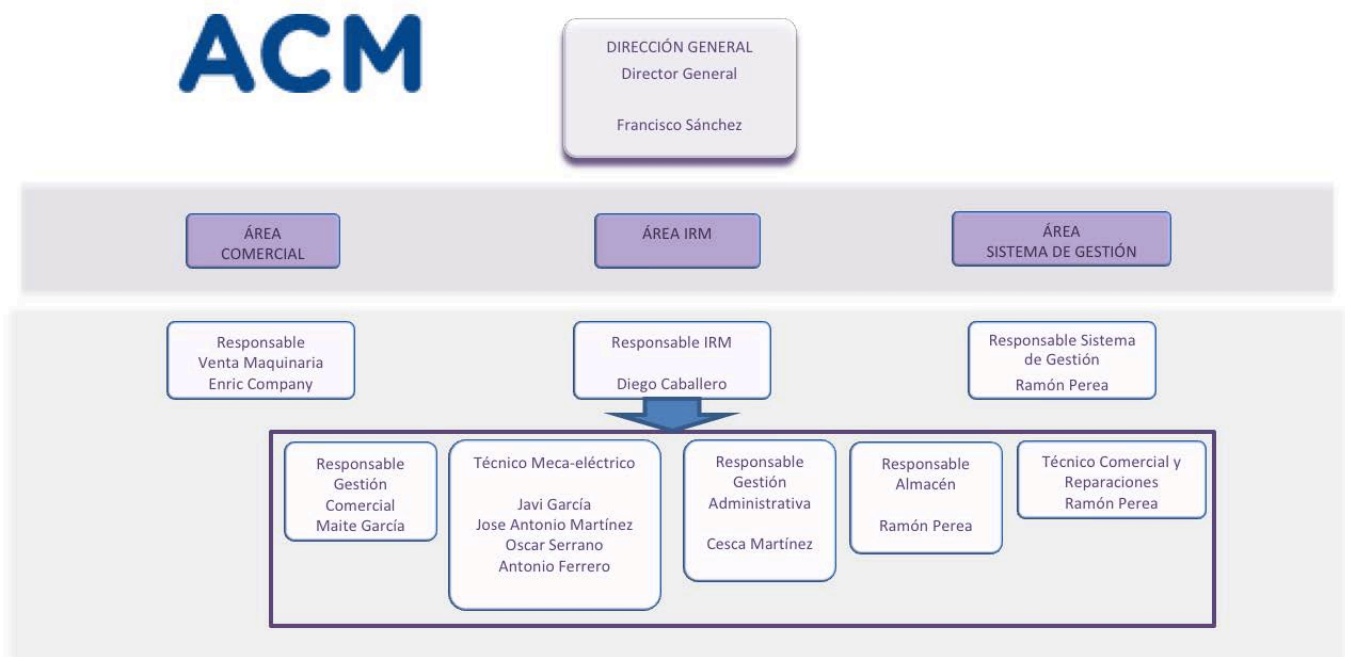 ACM
DIRECCIÓN GENERAL
Director General
Francisco Sánchez
ÁREA
COMERCIAL
ÁREA IRM
ÁREA
SISTEMA DE GESTIÓN
Responsable
Venta Maquinaria
Enric Company
Responsable IRM
Diego Caballero
Responsable Sistema
de Gestión
Ramón Perea
Responsable
Gestión
Comercial
Maite García
Técnico Meca-eléctrico
Javi García
Jose Antonio Martínez
Oscar Serrano
Antonio Ferrero
Responsable
Gestión
Administrativa
Cesca Martínez
Responsable
Almacén
Ramón Perea
Técnico Comercial y
Reparaciones
Ramón Perea